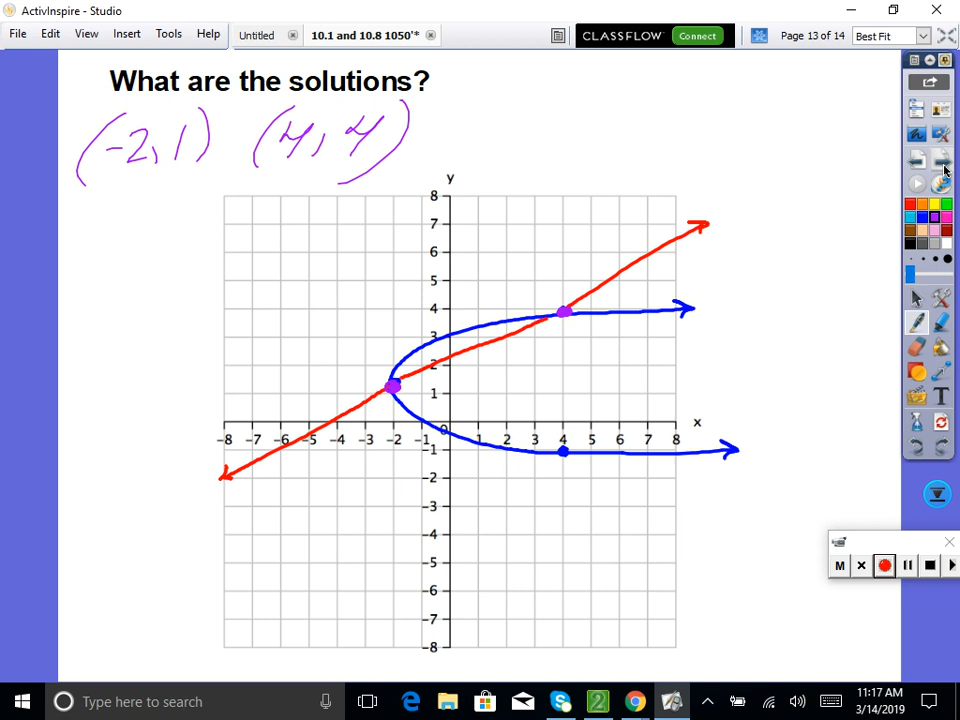 ActivInspire - Studio
File Edit View Insert Tools Help Untitled 10.1 and 10.8 1050'* CLASSFLOW Connect Page 13 of 14 Best Fit
What are the solutions?
(-2, 1) (4, 4)
y
8
7
6
5
4
3
2
1
x
-8 -7 -6 -5 -4 -3 -2 -1 0 1 2 3 4 5 6 7 8
-1
-2
-3
-4
-5
-6
-7
-8
M
Type here to search
11:17 AM
3/14/2019